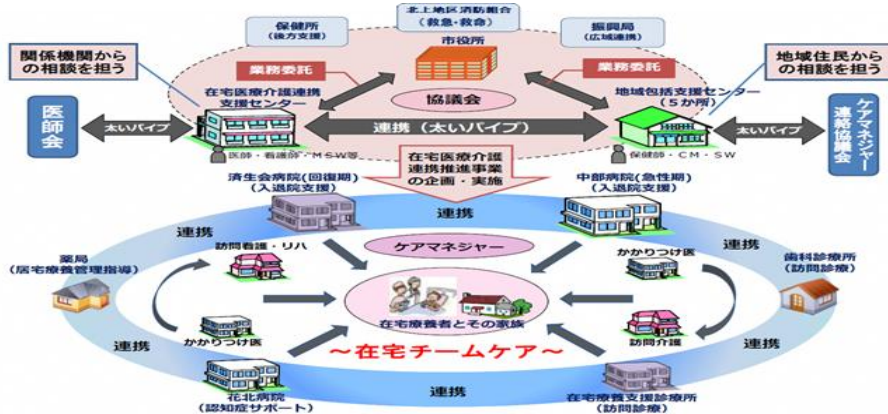 北上地区消防組合
(救急・救命)
保健所
(後方支援)
市役所
振興局
(広域連携)
関係機関から
の相談を担う
業務委託
業務委託
地域住民から
の相談を担う
在宅医療介護連携
支援センター
協議会
地域包括支援センター
(5か所)
医師会
太いパイプ
連携(太いパイプ)
太いパイプ
ケアマネジャー
連絡協議会
医師・看護師・MSW等
保健師・CM・SW
在宅医療介護
連携推進事業
の企画・実施
済生会病院(回復期)
(入退院支援)
中部病院(急性期)
(入退院支援)
連携
連携
連携
連携
訪問看護・リハ
ケアマネジャー
かかりつけ医
薬局
(居宅療養管理指導)
歯科診療所
(訪問診療)
在宅療養者とその家族
かかりつけ医
訪問介護
~在宅チームケア~
連携
連携
連携
花北病院
(認知症サポート)
在宅療養支援診療所
(訪問診療)